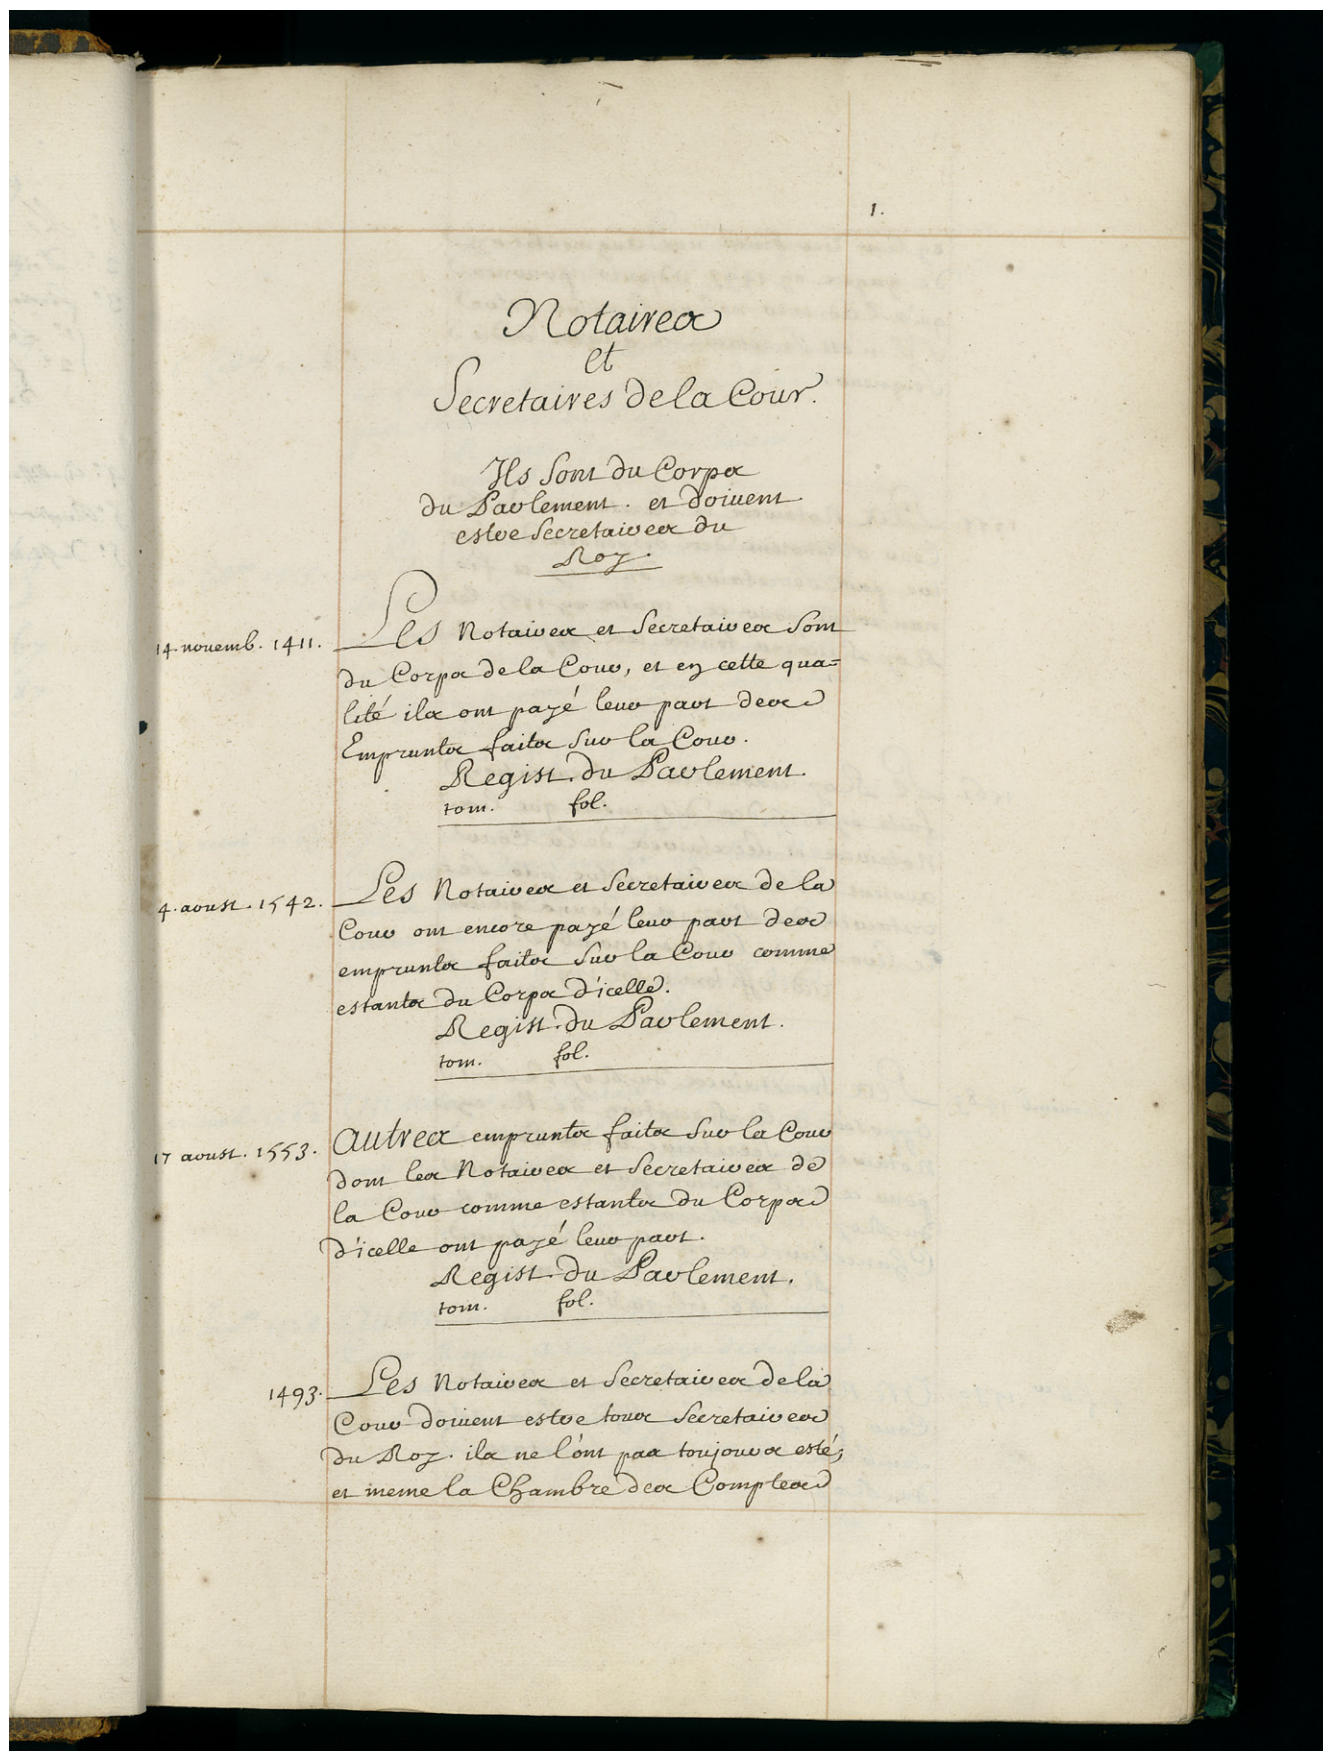 1.
Notaires
et
Secretaires de la Cour.
Ils sont du Corps
du Parlement. et doivent
estre Secretaires du
Roy.
14. novemb. 1411. Les Notaires et Secretaires sont
du Corps de la Cour, et en cette qua=
lité ils ont payé leur part des
Emprunts faits sur la Cour.
Regist. du Parlement.
tom. fol.
4. aoust. 1542. Les Notaires et Secretaires de la
Cour ont encore payé leur part des
emprunts faits sur la Cour comme
estants du Corps d'icelle.
Regist. du Parlement.
tom. fol.
17 aoust. 1553. Autres emprunts faits sur la Cour
dont les Notaires et Secretaires de
la Cour comme estants du Corps
d'icelle ont payé leur part.
Regist. du Parlement.
tom. fol.
1493. Les Notaires et Secretaires de la
Cour doivent estre tous Secretaires
du Roy. ils ne l'ont pas toujours esté,
et meme la Chambre des Comptes